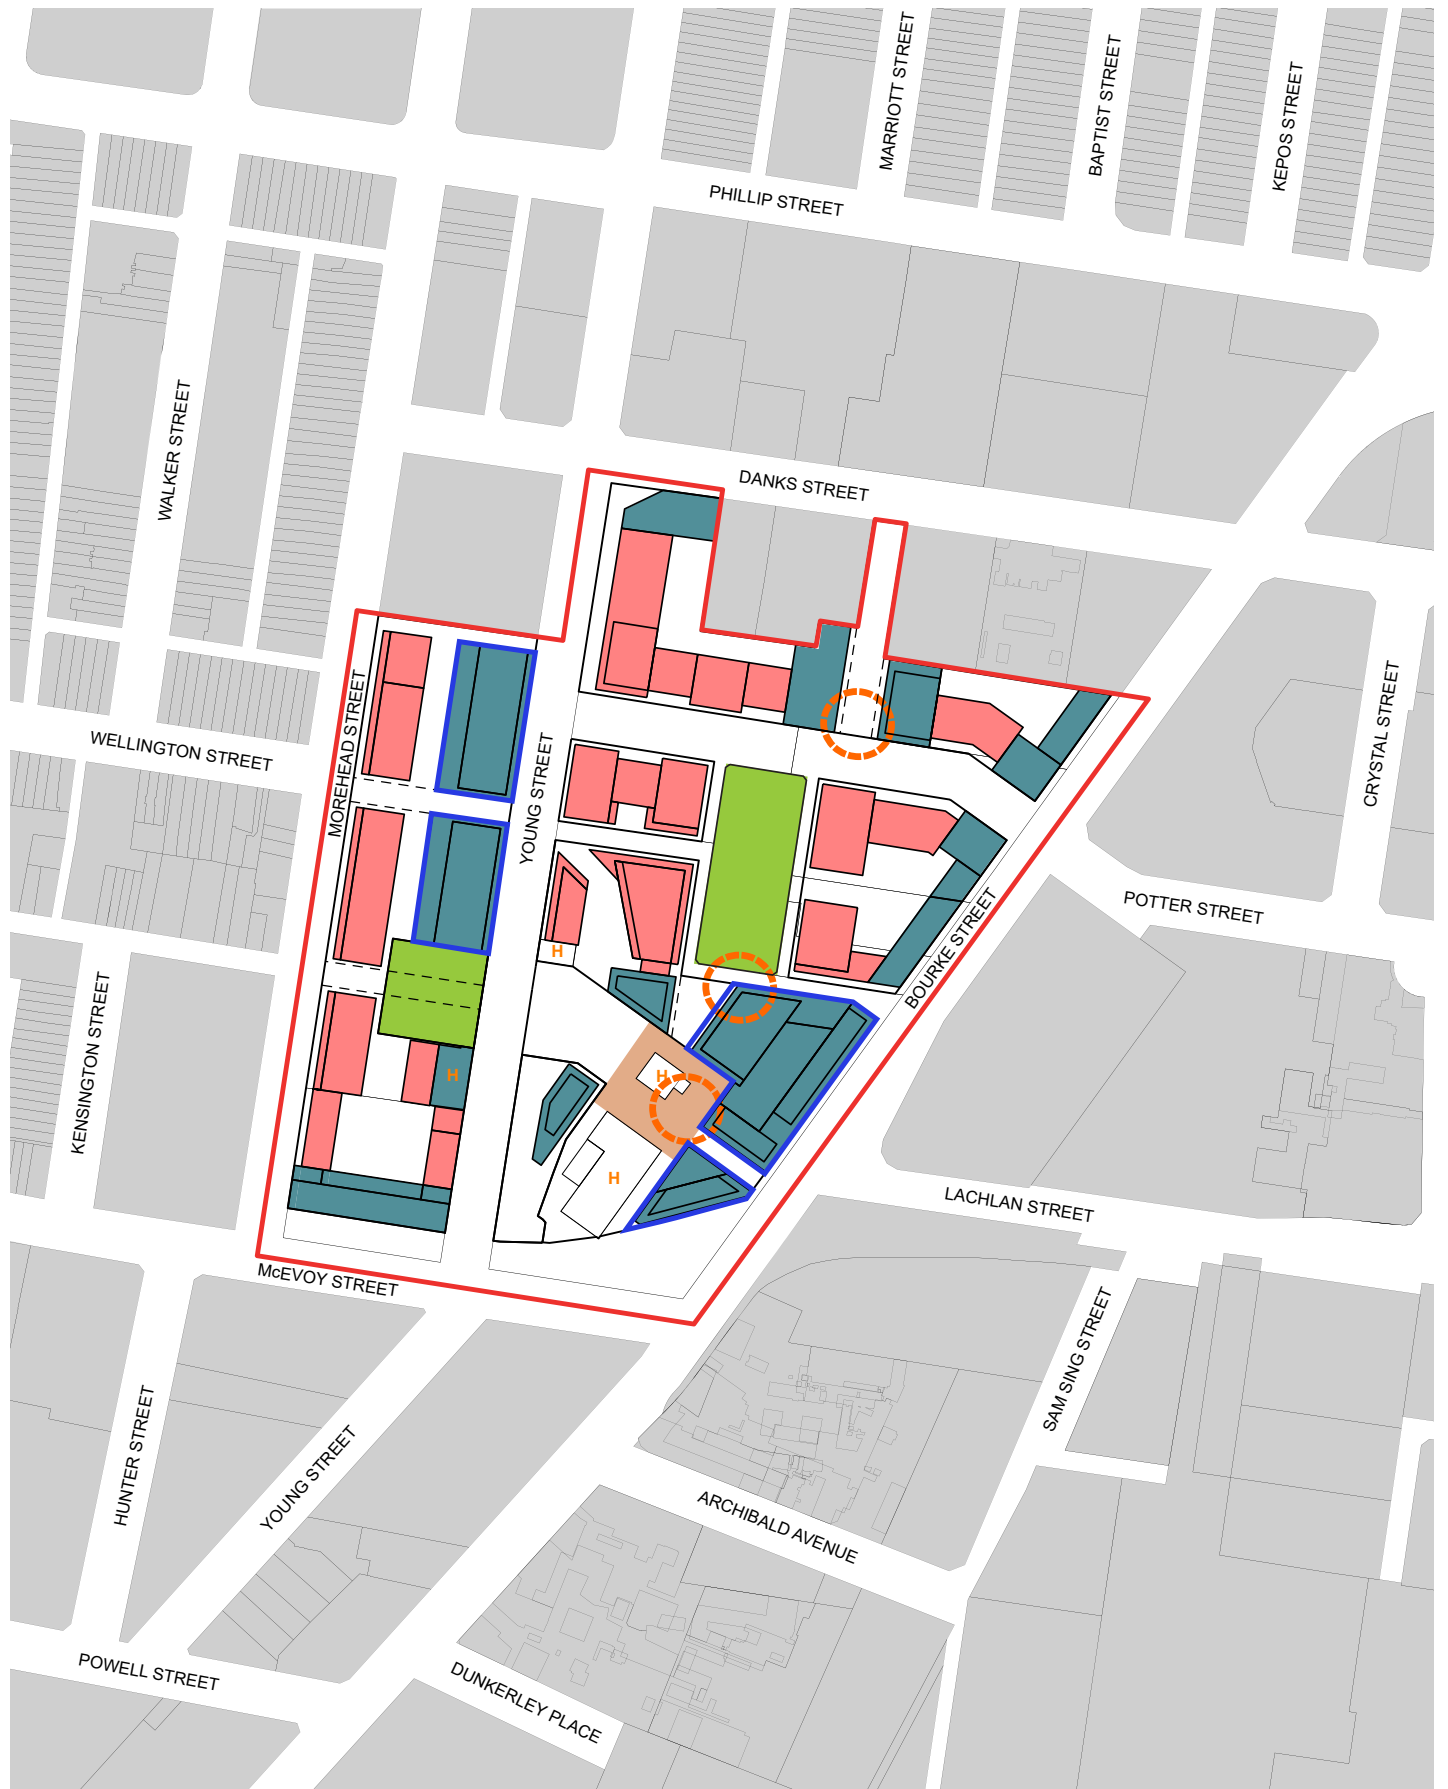 MARRIOTT STREET
BAPTIST STREET
KEPOS STREET
PHILLIP STREET
WALKER STREET
DANKS STREET
CRYSTAL STREET
MOREHEAD STREET
WELLINGTON STREET
YOUNG STREET
POTTER STREET
BOURKE STREET
H
KENSINGTON STREET
H
H
H
LACHLAN STREET
McEVOY STREET
SAM SING STREET
HUNTER STREET
YOUNG STREET
ARCHIBALD AVENUE
POWELL STREET
DUNKERLEY PLACE